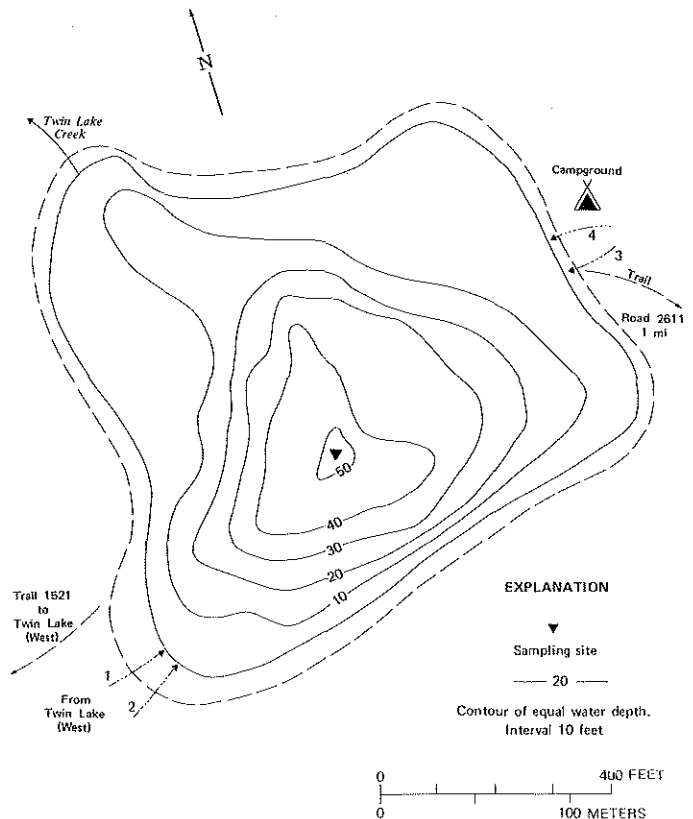 N
Twin Lake
Creek
Campground
4
3
Trail
Road 2611
1 mi
50
40
30
20
10
Trail 1521
to
Twin Lake
(West)
1
2
From
Twin Lake
(West)
EXPLANATION
Sampling site
20
Contour of equal water depth.
Interval 10 feet
0 400 FEET
0 100 METERS